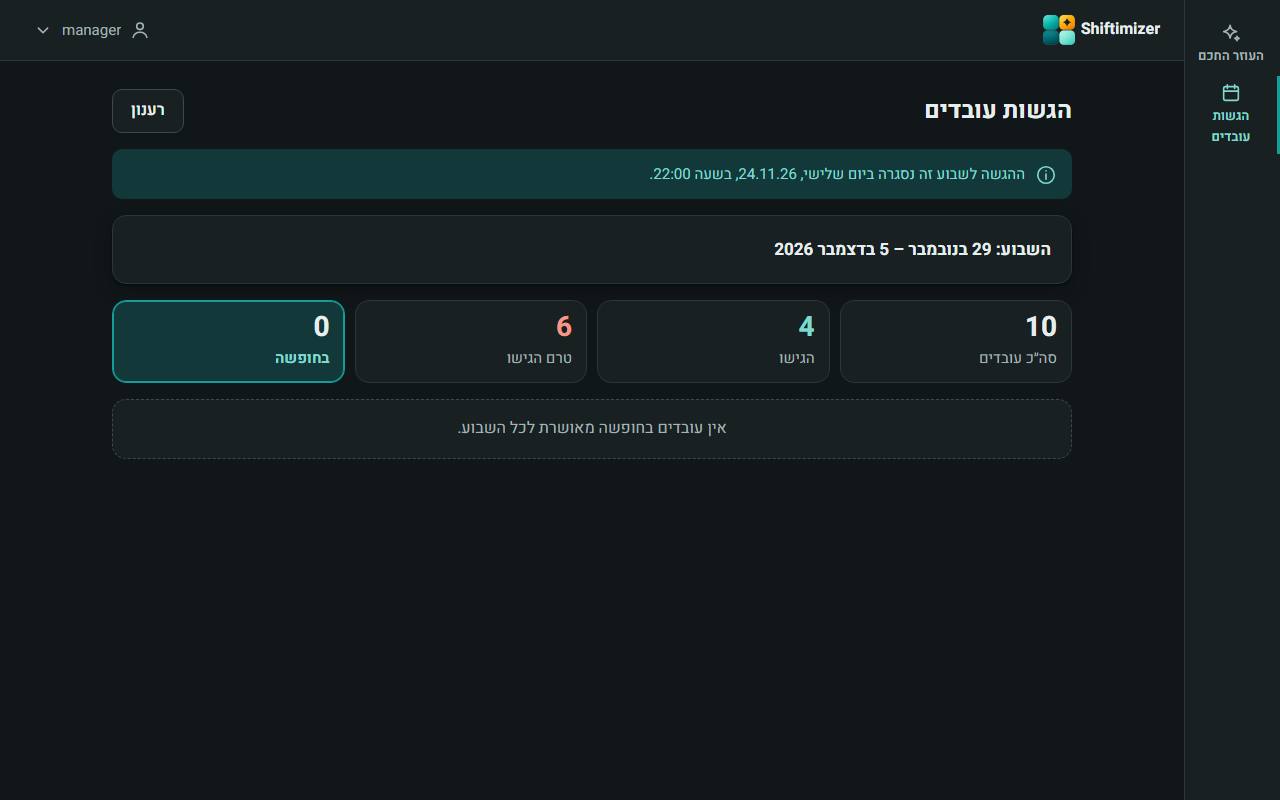 Shiftimizer
manager
העוזר החכם
הגשות
עובדים
הגשות עובדים
רענון
ההגשה לשבוע זה נסגרה ביום שלישי, 24.11.26, בשעה 22:00.
השבוע: 29 בנובמבר – 5 בדצמבר 2026
10
סה״כ עובדים
4
הגישו
6
טרם הגישו
0
בחופשה
אין עובדים בחופשה מאושרת לכל השבוע.